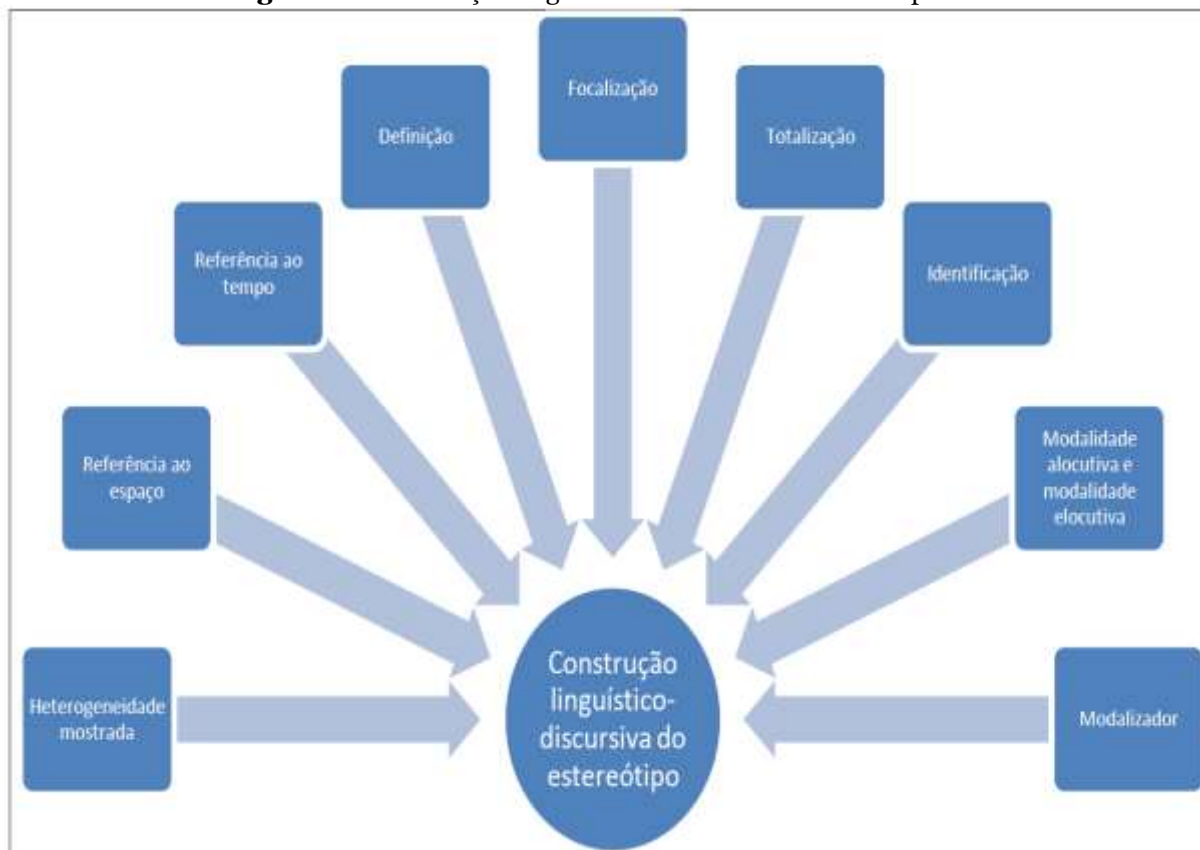 Focalização
Definição
Totalização
Referência ao
tempo
Identificação
Referência ao
espaço
Modalidade
alocutiva e
modalidade
elocutiva
Heterogeneidade
mostrada
Construção
linguístico-
discursiva do
estereótipo
Modalizador